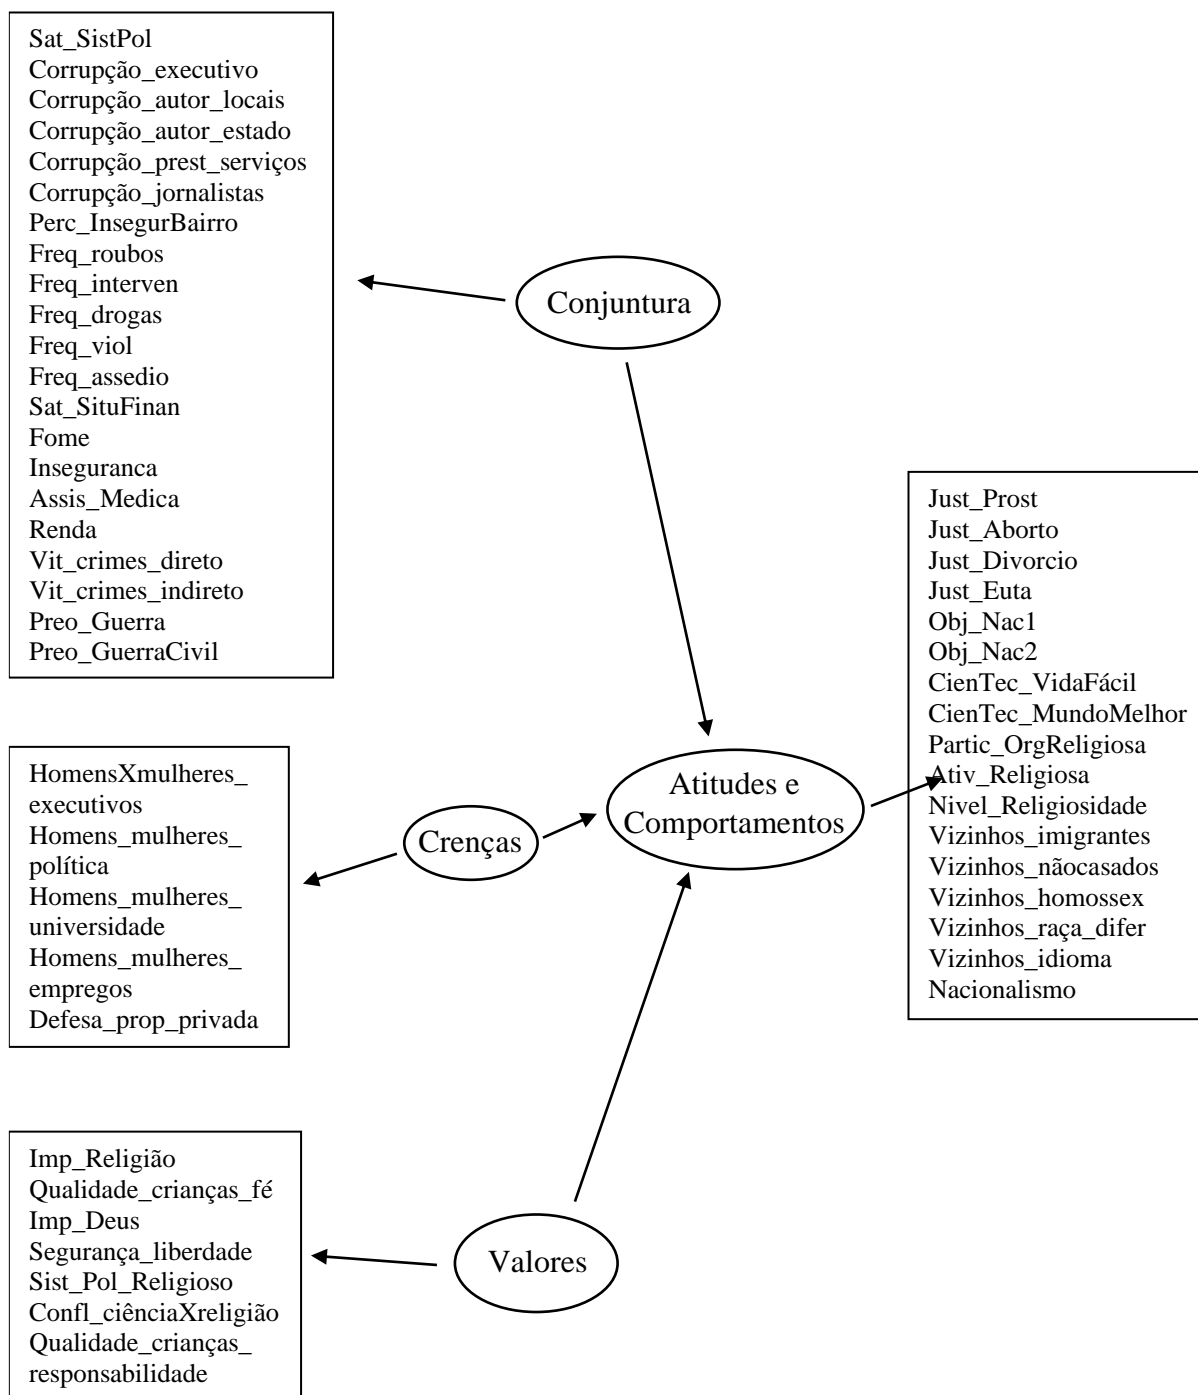 Sat_SistPol
Corrupção_executivo
Corrupção_autor_locais
Corrupção_autor_estado
Corrupção_prest_serviços
Corrupção_jornalistas
Perc_InsegurBairro
Freq_roubos
Freq_interven
Freq_drogas
Freq_viol
Freq_assedio
Sat_SituFinan
Fome
Inseguranca
Assis_Medica
Renda
Vit_crimes_direto
Vit_crimes_indireto
Preo_Guerra
Preo_GuerraCivil
Conjuntura
HomensXmulheres_
executivos
Homens_mulheres_
política
Homens_mulheres_
universidade
Homens_mulheres_
empregos
Defesa_prop_privada
Crenças
Atitudes e
Comportamentos
Just_Prost
Just_Aborto
Just_Divorcio
Just_Euta
Obj_Nac1
Obj_Nac2
CienTec_VidaFácil
CienTec_MundoMelhor
Partic_OrgReligiosa
Ativ_Religiosa
Nivel_Religiosidade
Vizinhos_imigrantes
Vizinhos_nãocasados
Vizinhos_homossex
Vizinhos_raça_difer
Vizinhos_idioma
Nacionalismo
Imp_Religião
Qualidade_crianças_fé
Imp_Deus
Segurança_liberdade
Sist_Pol_Religioso
Confl_ciênciaXreligião
Qualidade_crianças_
responsabilidade
Valores